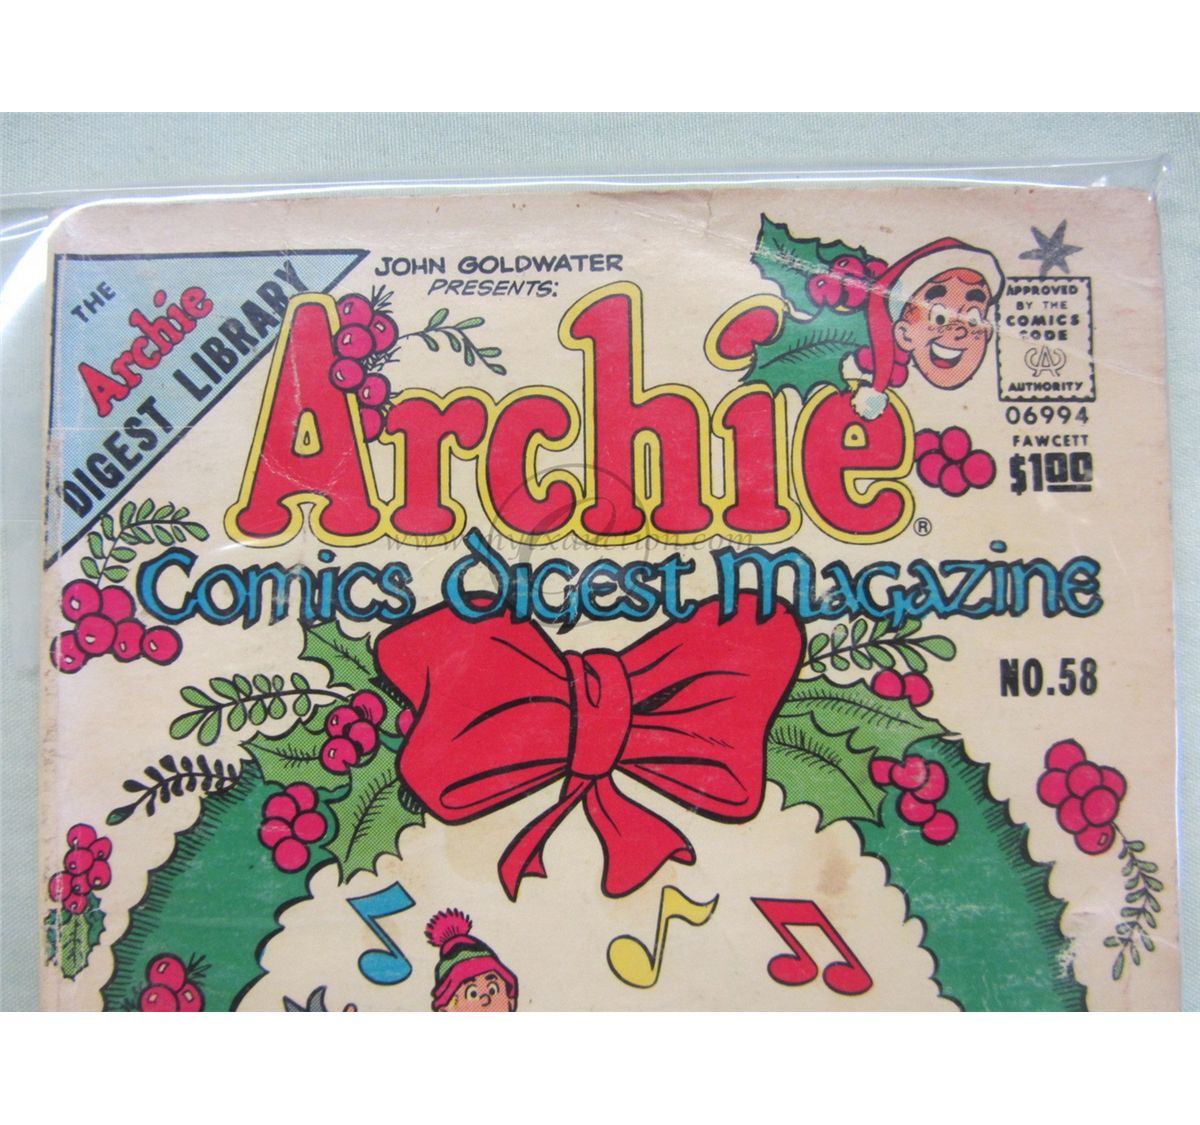 THE
Archie
DIGEST LIBRARY
JOHN GOLDWATER
PRESENTS:
Archie®
Comics Digest Magazine
APPROVED
BY THE
COMICS
CODE
CA
AUTHORITY
06994
FAWCETT
$1.00
NO.58